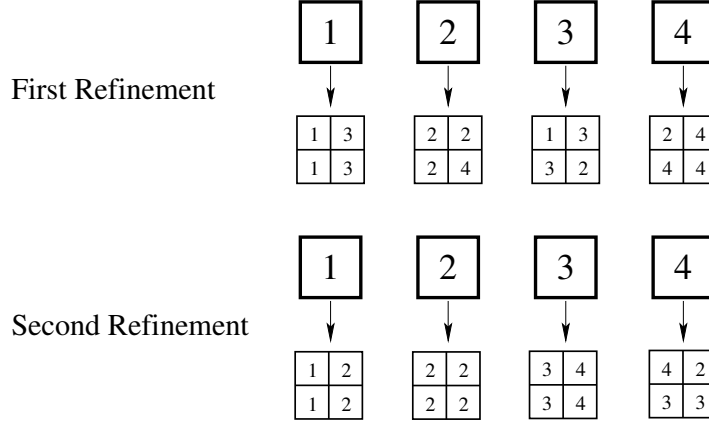 1 2 3 4
First Refinement
1 3 2 2 1 3 2 4
1 3 2 4 3 2 4 4
1 2 3 4
Second Refinement
1 2 2 2 3 4 4 2
1 2 2 2 3 4 3 3